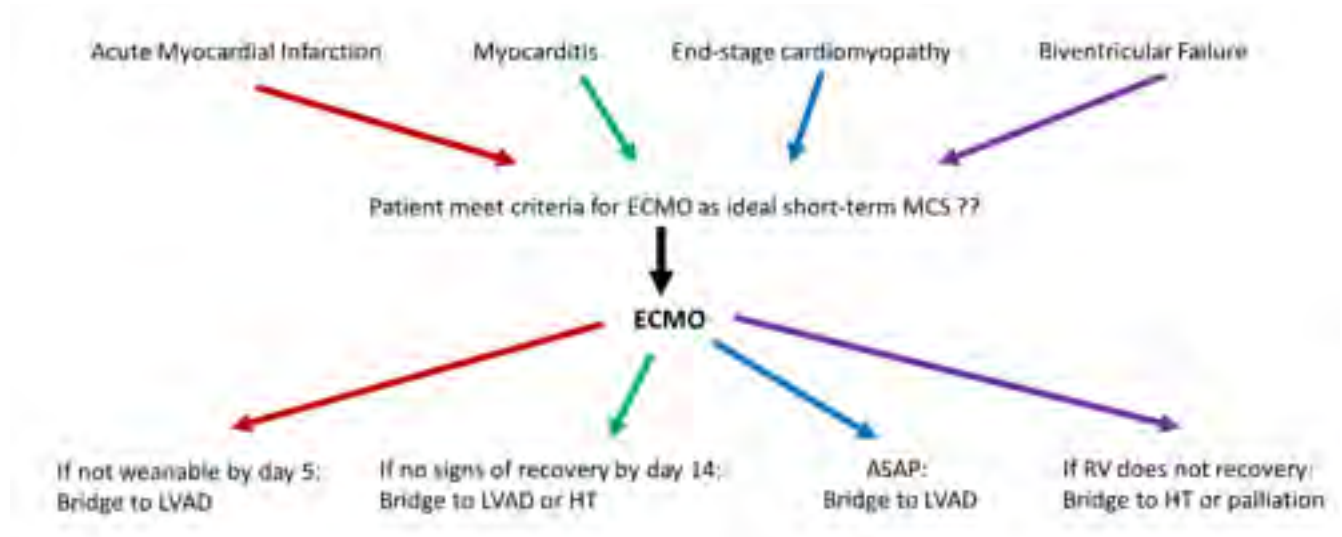 Acute Myocardial Infarction
Myocarditis
End-stage cardiomyopathy
Biventricular Failure
Patient meet criteria for ECMO as ideal short-term MCS ??
ECMO
If not weanable by day 5:
Bridge to LVAD
If no signs of recovery by day 14:
Bridge to LVAD or HT
ASAP:
Bridge to LVAD
If RV does not recovery:
Bridge to HT or palliation